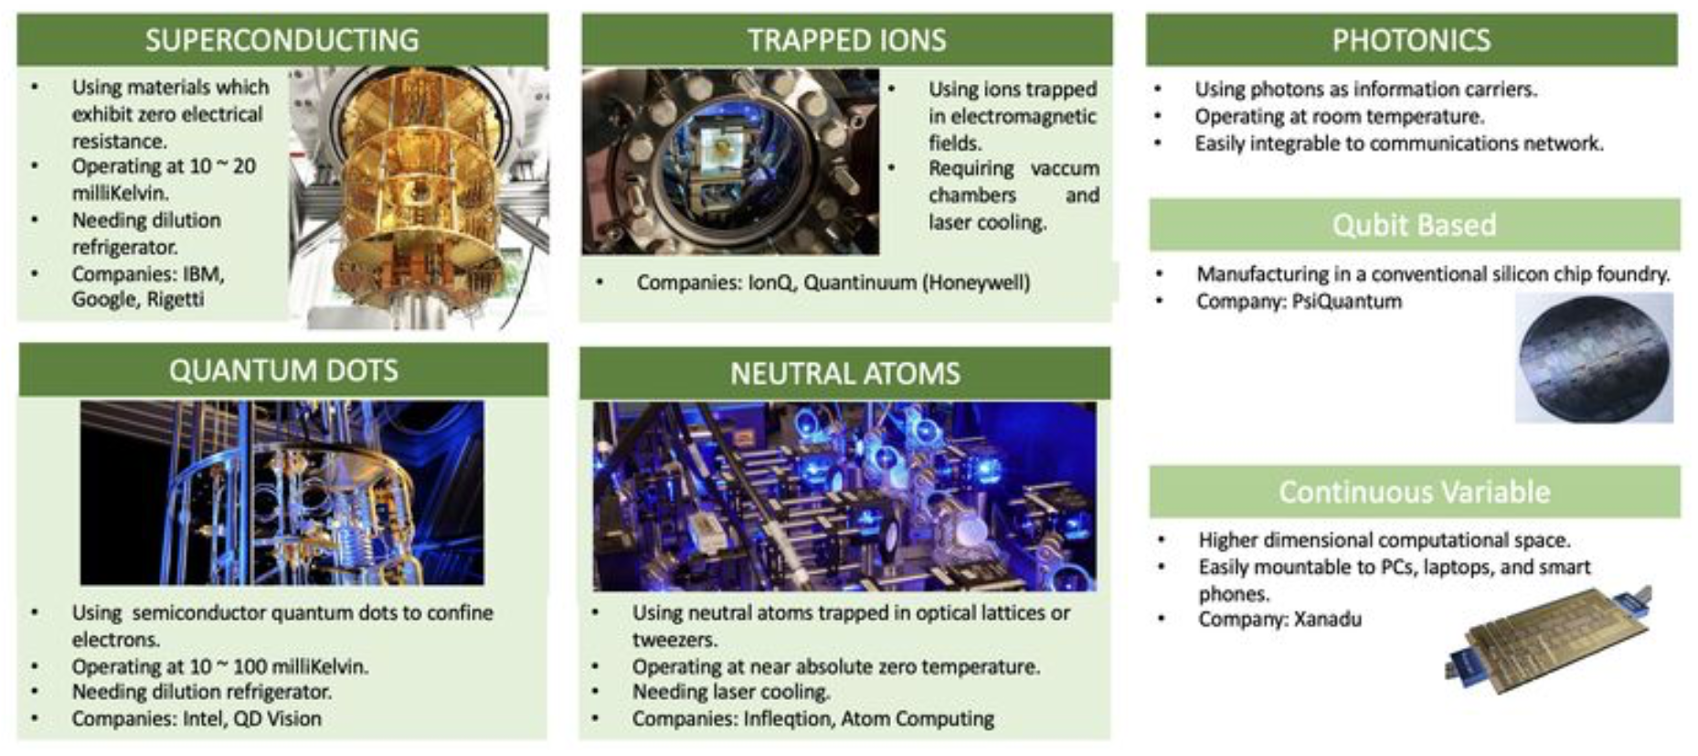 SUPERCONDUCTING
• Using materials which
exhibit zero electrical
resistance.
• Operating at 10 ~ 20
milliKelvin.
• Needing dilution
refrigerator.
• Companies: IBM,
Google, Rigetti
TRAPPED IONS
• Using ions trapped
in electromagnetic
fields.
• Requiring vaccum
chambers and
laser cooling.
• Companies: IonQ, Quantinuum (Honeywell)
PHOTONICS
• Using photons as information carriers.
• Operating at room temperature.
• Easily integrable to communications network.
Qubit Based
• Manufacturing in a conventional silicon chip foundry.
• Company: PsiQuantum
Continuous Variable
• Higher dimensional computational space.
• Easily mountable to PCs, laptops, and smart
phones.
• Company: Xanadu
QUANTUM DOTS
• Using semiconductor quantum dots to confine
electrons.
• Operating at 10 ~ 100 milliKelvin.
• Needing dilution refrigerator.
• Companies: Intel, QD Vision
NEUTRAL ATOMS
• Using neutral atoms trapped in optical lattices or
tweezers.
• Operating at near absolute zero temperature.
• Needing laser cooling.
• Companies: Infleqtion, Atom Computing